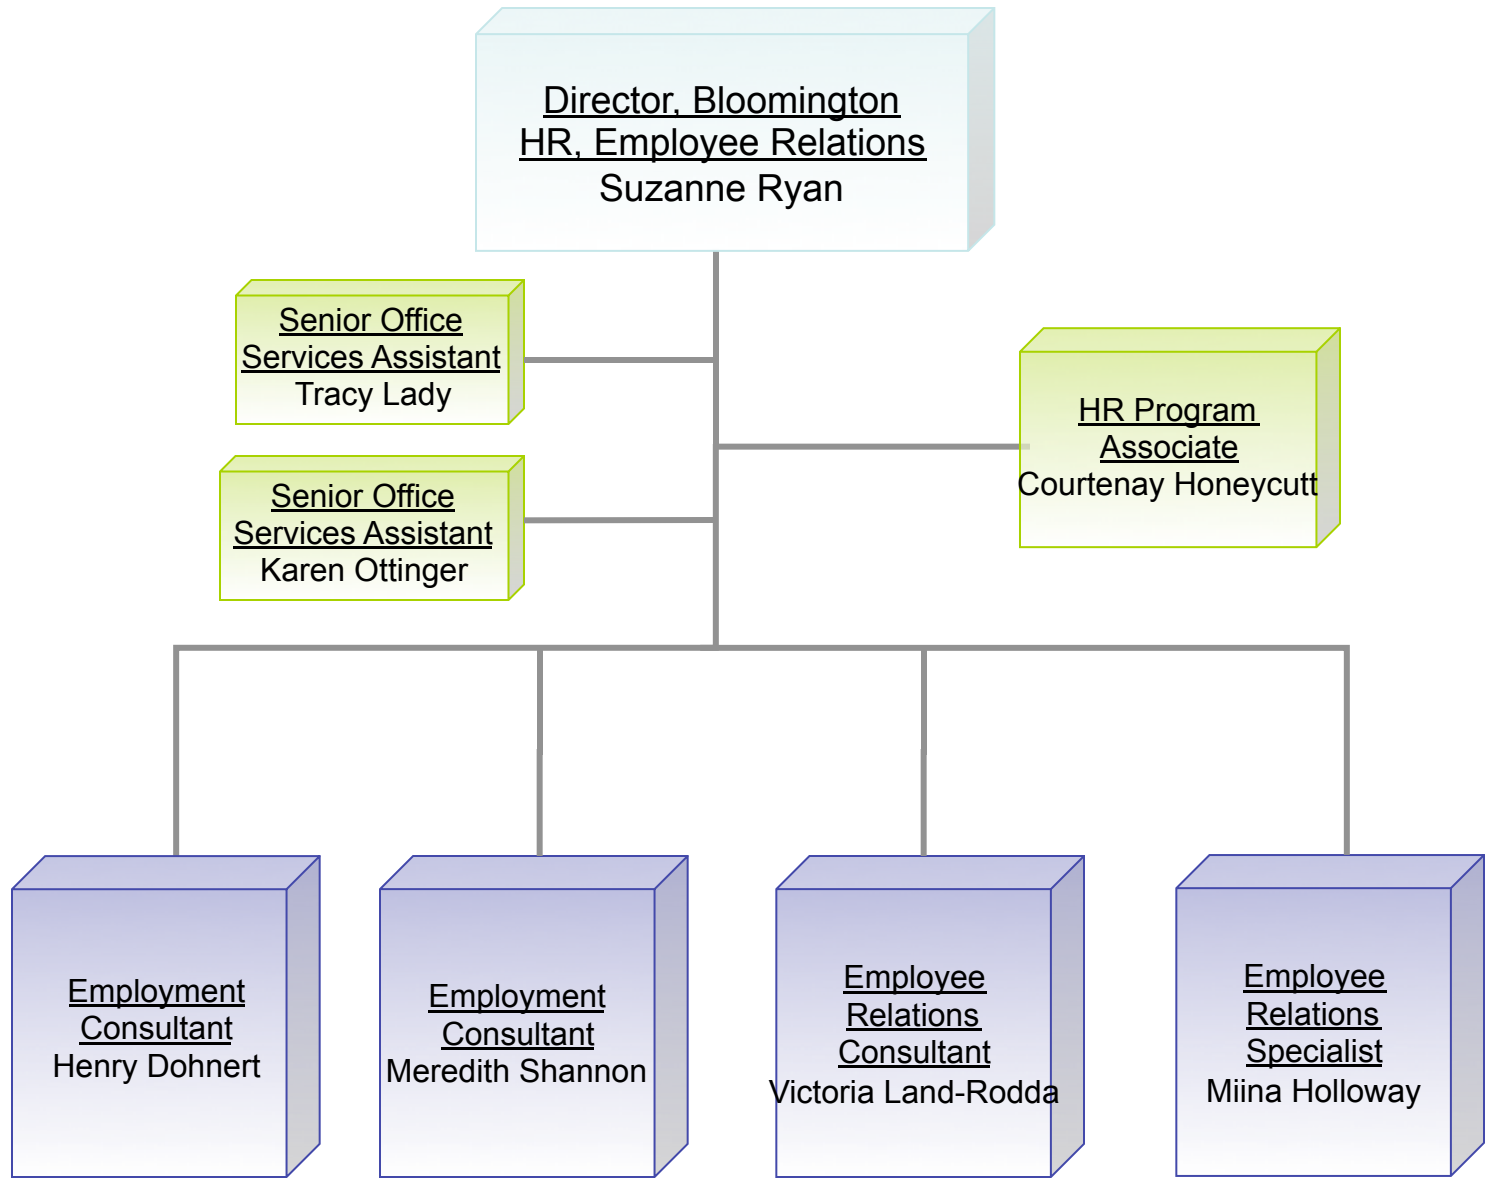 Director, Bloomington
HR, Employee Relations
Suzanne Ryan
Senior Office
Services Assistant
Tracy Lady
HR Program
Associate
Courtenay Honeycutt
Senior Office
Services Assistant
Karen Ottinger
Employment
Consultant
Henry Dohnert
Employment
Consultant
Meredith Shannon
Employee
Relations
Consultant
Victoria Land-Rodda
Employee
Relations
Specialist
Miina Holloway